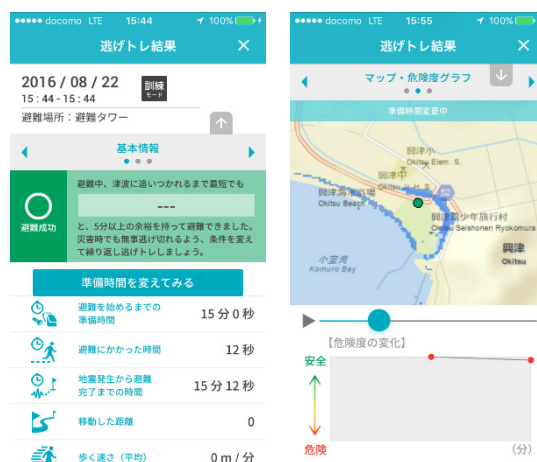 docomo LTE 15:44 100%
逃げトレ結果 ×
2016 / 08 / 22 訓練モード
15:44-15:44
避難場所:避難タワー
基本情報
避難成功
避難中、津波に追いつかれるまで最短でも
---
と、5分以上の余裕を持って避難できました。
災害時でも無事逃げ切れるよう、条件を変え
て繰り返し逃げトレしましょう。
準備時間を変えてみる
避難を始めるまでの
準備時間
15 分 0 秒
避難にかかった時間 12 秒
地震発生から避難
完了までの時間
15 分 12 秒
移動した距離 0
歩く速さ(平均) 0 m / 分
docomo LTE 15:55 100%
逃げトレ結果 ×
マップ・危険度グラフ
準備時間変更中
興津小
Okitsu Elem. S.
興津中
Okitsu Jr. H. S.
興津海水浴場
Okitsu Beach
興津青少年旅行村
Okitsu Seishonen Ryokomura
興津
Okitsu
小室湾
Komuro Bay
【危険度の変化】
安全
危険
(分)